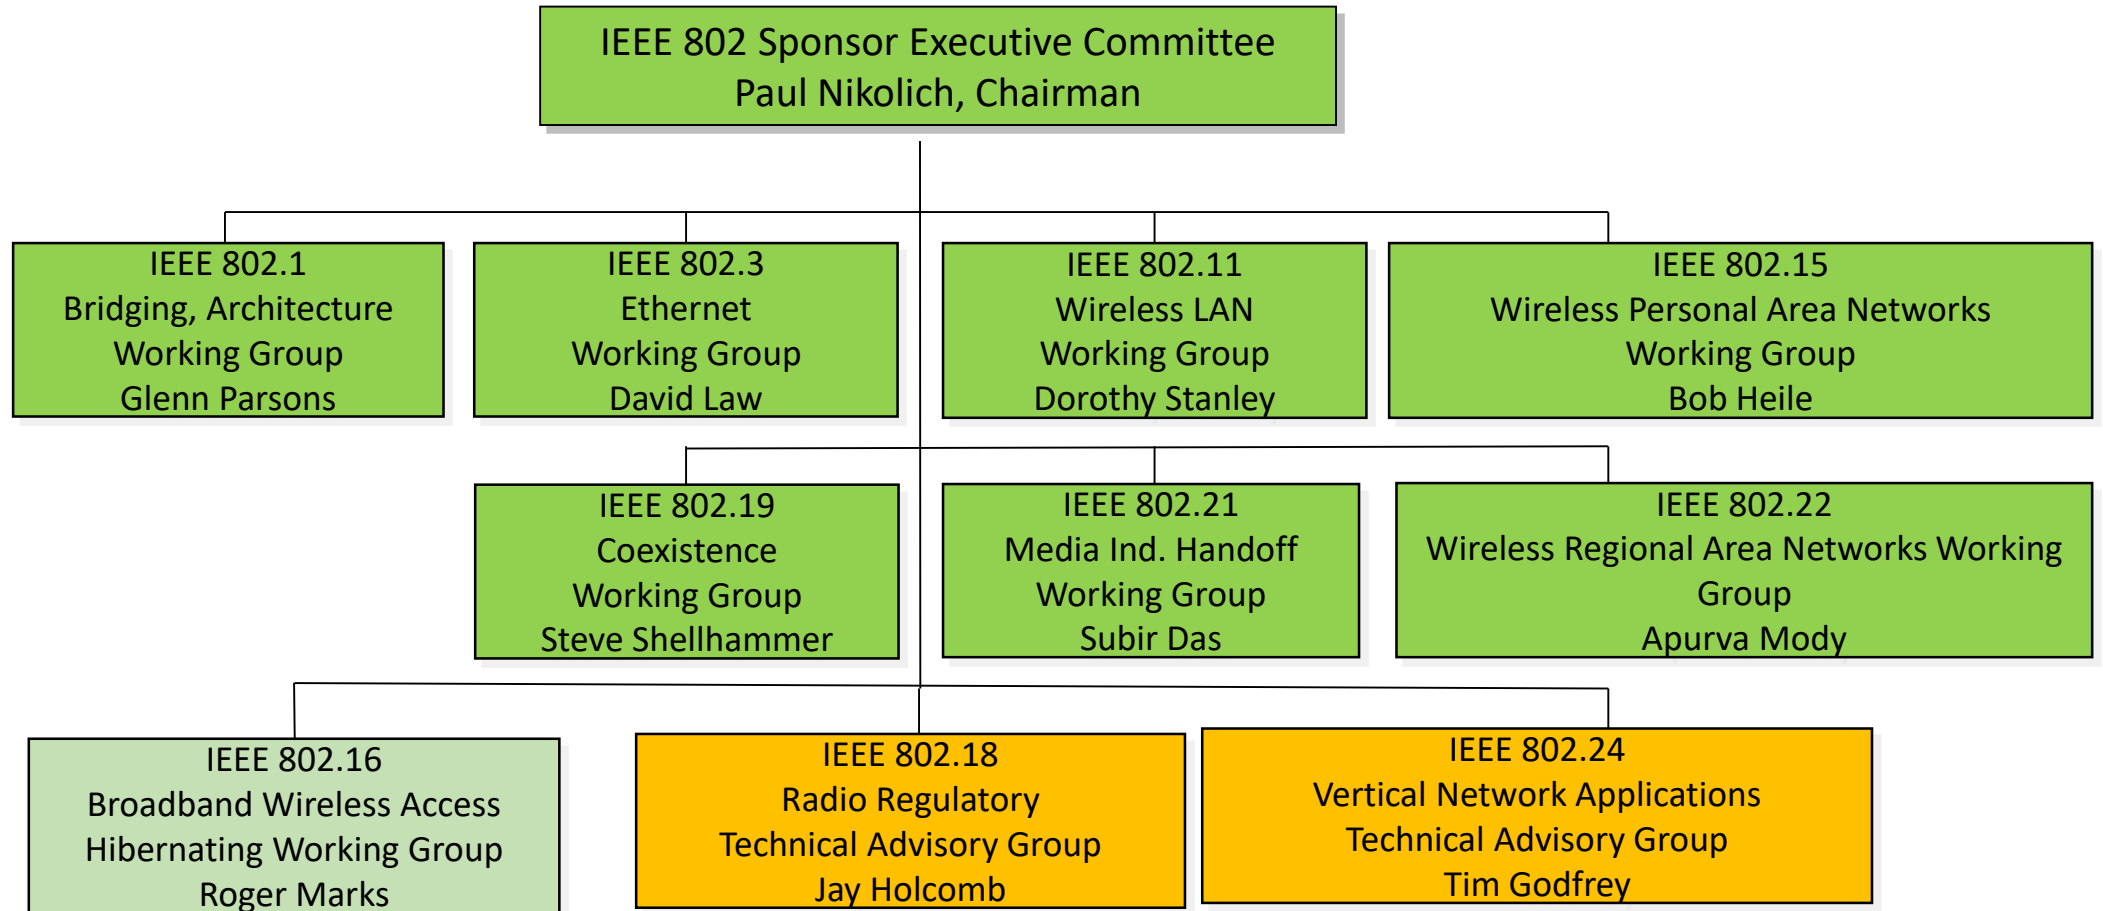 IEEE 802 Sponsor Executive Committee
Paul Nikolich, Chairman
IEEE 802.1
Bridging, Architecture
Working Group
Glenn Parsons
IEEE 802.3
Ethernet
Working Group
David Law
IEEE 802.11
Wireless LAN
Working Group
Dorothy Stanley
IEEE 802.15
Wireless Personal Area Networks
Working Group
Bob Heile
IEEE 802.19
Coexistence
Working Group
Steve Shellhammer
IEEE 802.21
Media Ind. Handoff
Working Group
Subir Das
IEEE 802.22
Wireless Regional Area Networks Working
Group
Apurva Mody
IEEE 802.16
Broadband Wireless Access
Hibernating Working Group
Roger Marks
IEEE 802.18
Radio Regulatory
Technical Advisory Group
Jay Holcomb
IEEE 802.24
Vertical Network Applications
Technical Advisory Group
Tim Godfrey